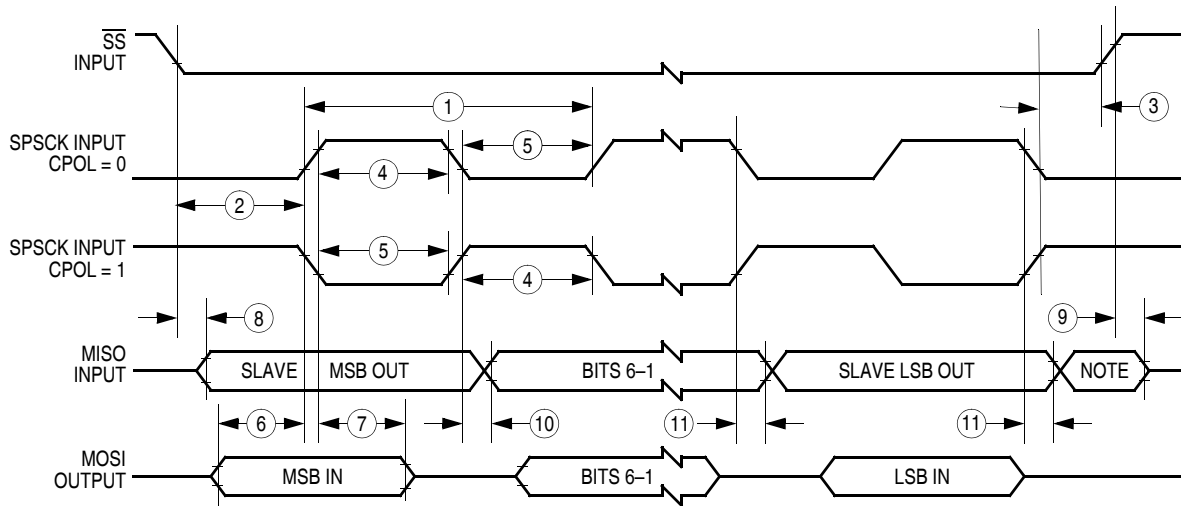 SS
INPUT
1
3
SPSCK INPUT
CPOL = 0
5
4
2
SPSCK INPUT
CPOL = 1
5
4
8
9
MISO
INPUT
SLAVE MSB OUT
BITS 6–1
SLAVE LSB OUT
NOTE
6
7
10
11
11
MOSI
OUTPUT
MSB IN
BITS 6–1
LSB IN